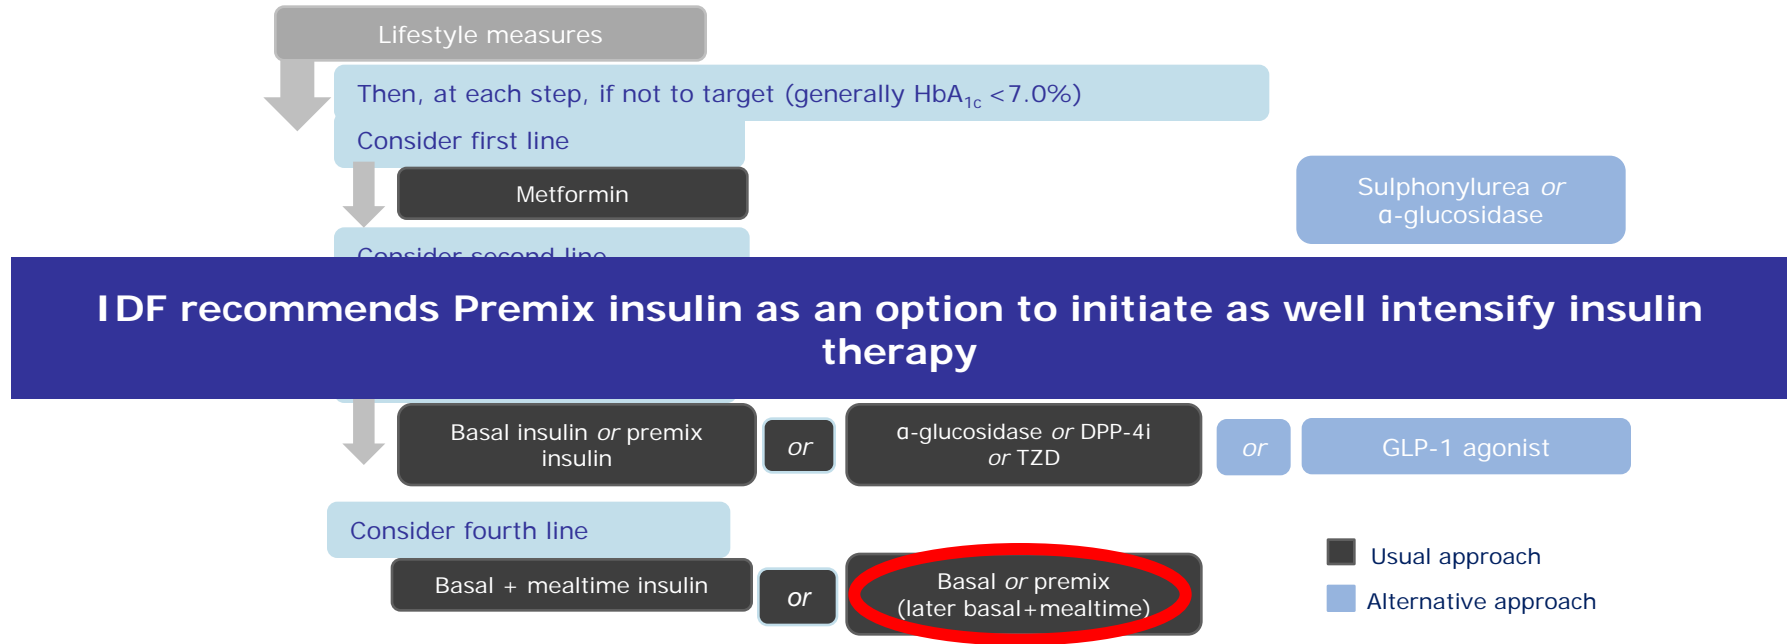 Lifestyle measures
Then, at each step, if not to target (generally HbA1c <7.0%)
Consider first line
Metformin
Sulphonylurea or
α-glucosidase
Consider second line
IDF recommends Premix insulin as an option to initiate as well intensify insulin
therapy
Basal insulin or premix
insulin
or
α-glucosidase or DPP-4i
or TZD
or
GLP-1 agonist
Consider fourth line
Basal + mealtime insulin
or
Basal or premix
(later basal+mealtime)
Usual approach
Alternative approach